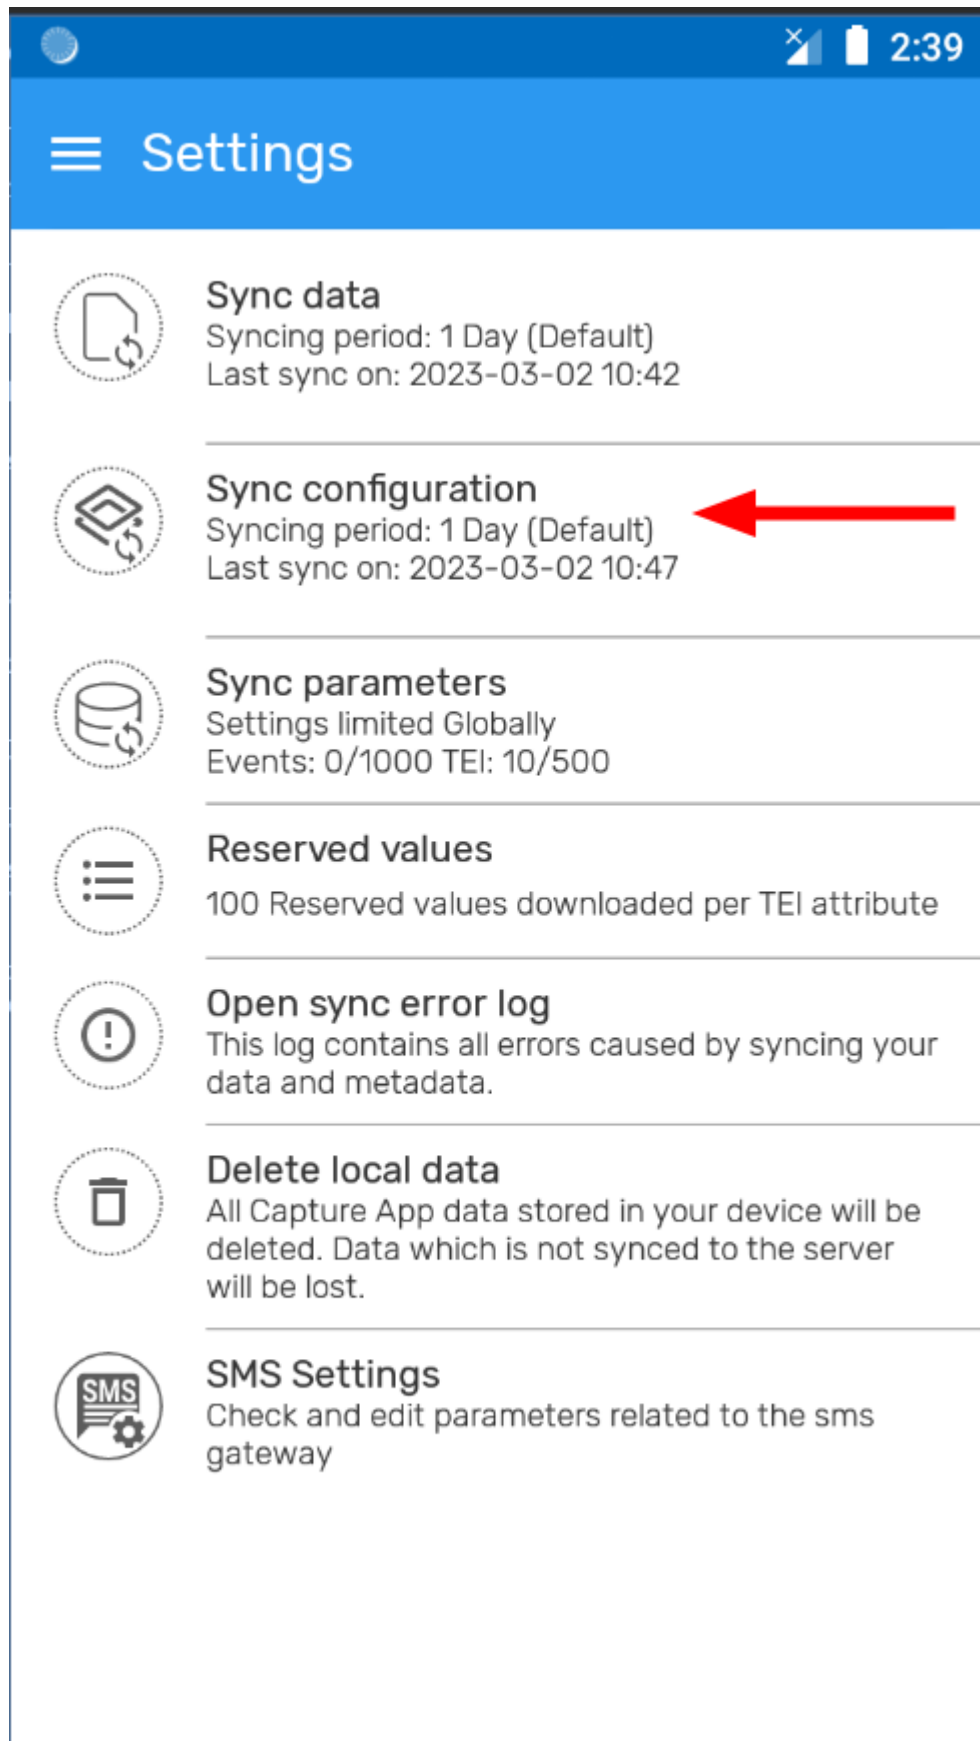 2:39
Settings
Sync data
Syncing period: 1 Day (Default)
Last sync on: 2023-03-02 10:42
Sync configuration
Syncing period: 1 Day (Default)
Last sync on: 2023-03-02 10:47
Sync parameters
Settings limited Globally
Events: 0/1000 TEI: 10/500
Reserved values
100 Reserved values downloaded per TEI attribute
Open sync error log
This log contains all errors caused by syncing your
data and metadata.
Delete local data
All Capture App data stored in your device will be
deleted. Data which is not synced to the server
will be lost.
SMS
SMS Settings
Check and edit parameters related to the sms
gateway